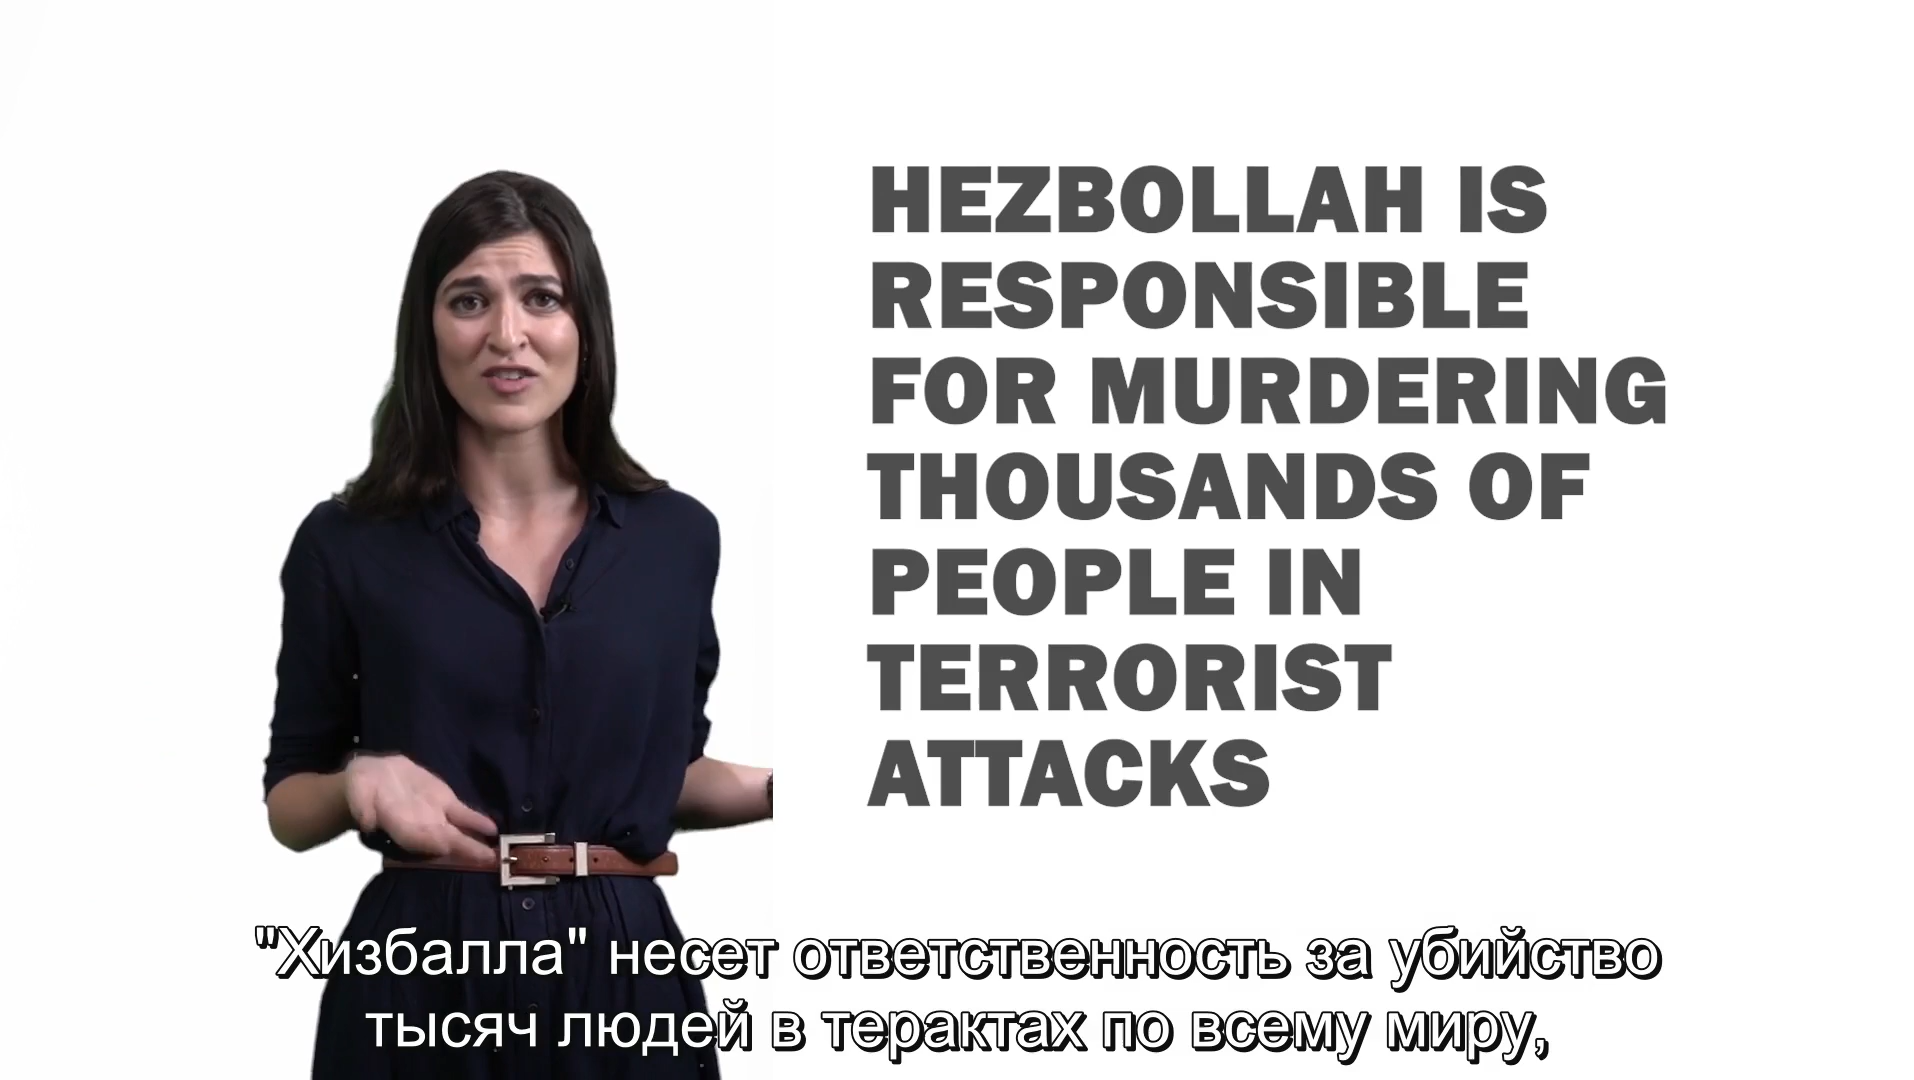 HEZBOLLAH IS
RESPONSIBLE
FOR MURDERING
THOUSANDS OF
PEOPLE IN
TERRORIST
ATTACKS
"Хизбалла" несет ответственность за убийство
тысяч людей в терактах по всему миру,